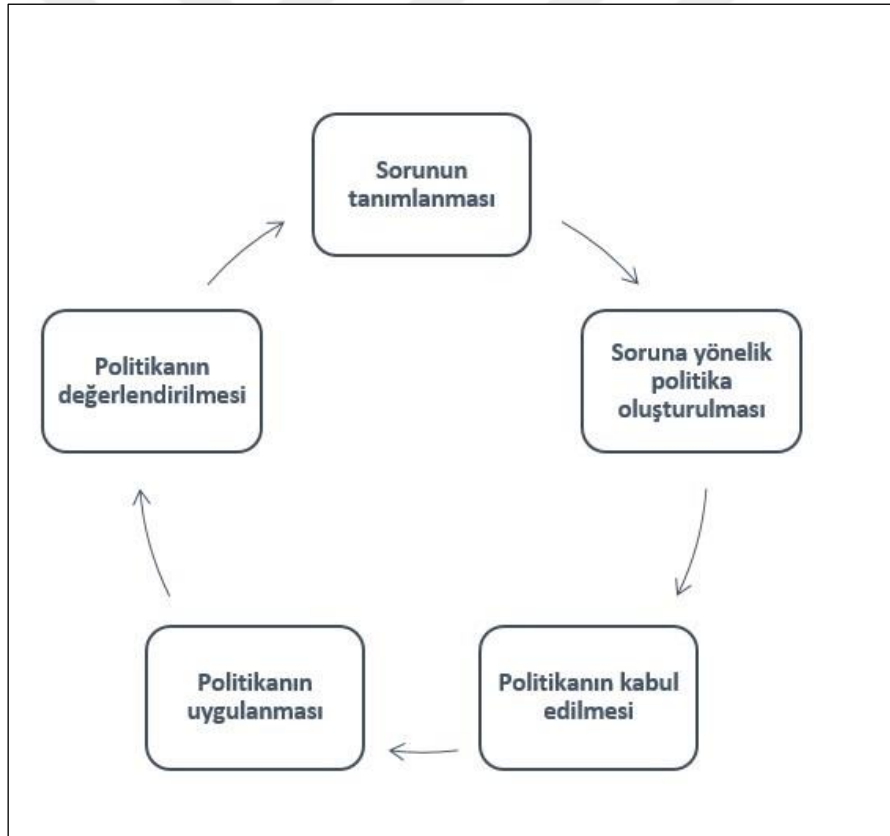 Sorunun
tanımlanması
Soruna yönelik
politika
oluşturulması
Politikanın kabul
edilmesi
Politikanın
uygulanması
Politikanın
değerlendirilmesi